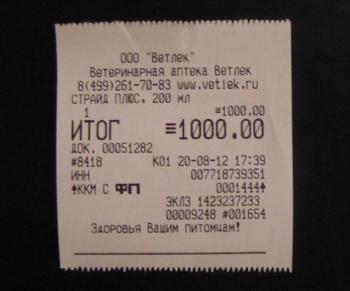 ООО "Ветлек"
Ветеринарная аптека Ветлек
8(499)261-70-83 www.vetlek.ru
СТРАЙД ПЛЮС, 200 мл
1 ≡1000.00
ИТОГ ≡1000.00
ДОК. 00051282
#8418 К01 20-08-12 17:39
ИНН 007718739351
ККМ С ФП 0001444
ЭКЛЗ 1423237233
00009248 #001654
Здоровья Вашим питомцам!